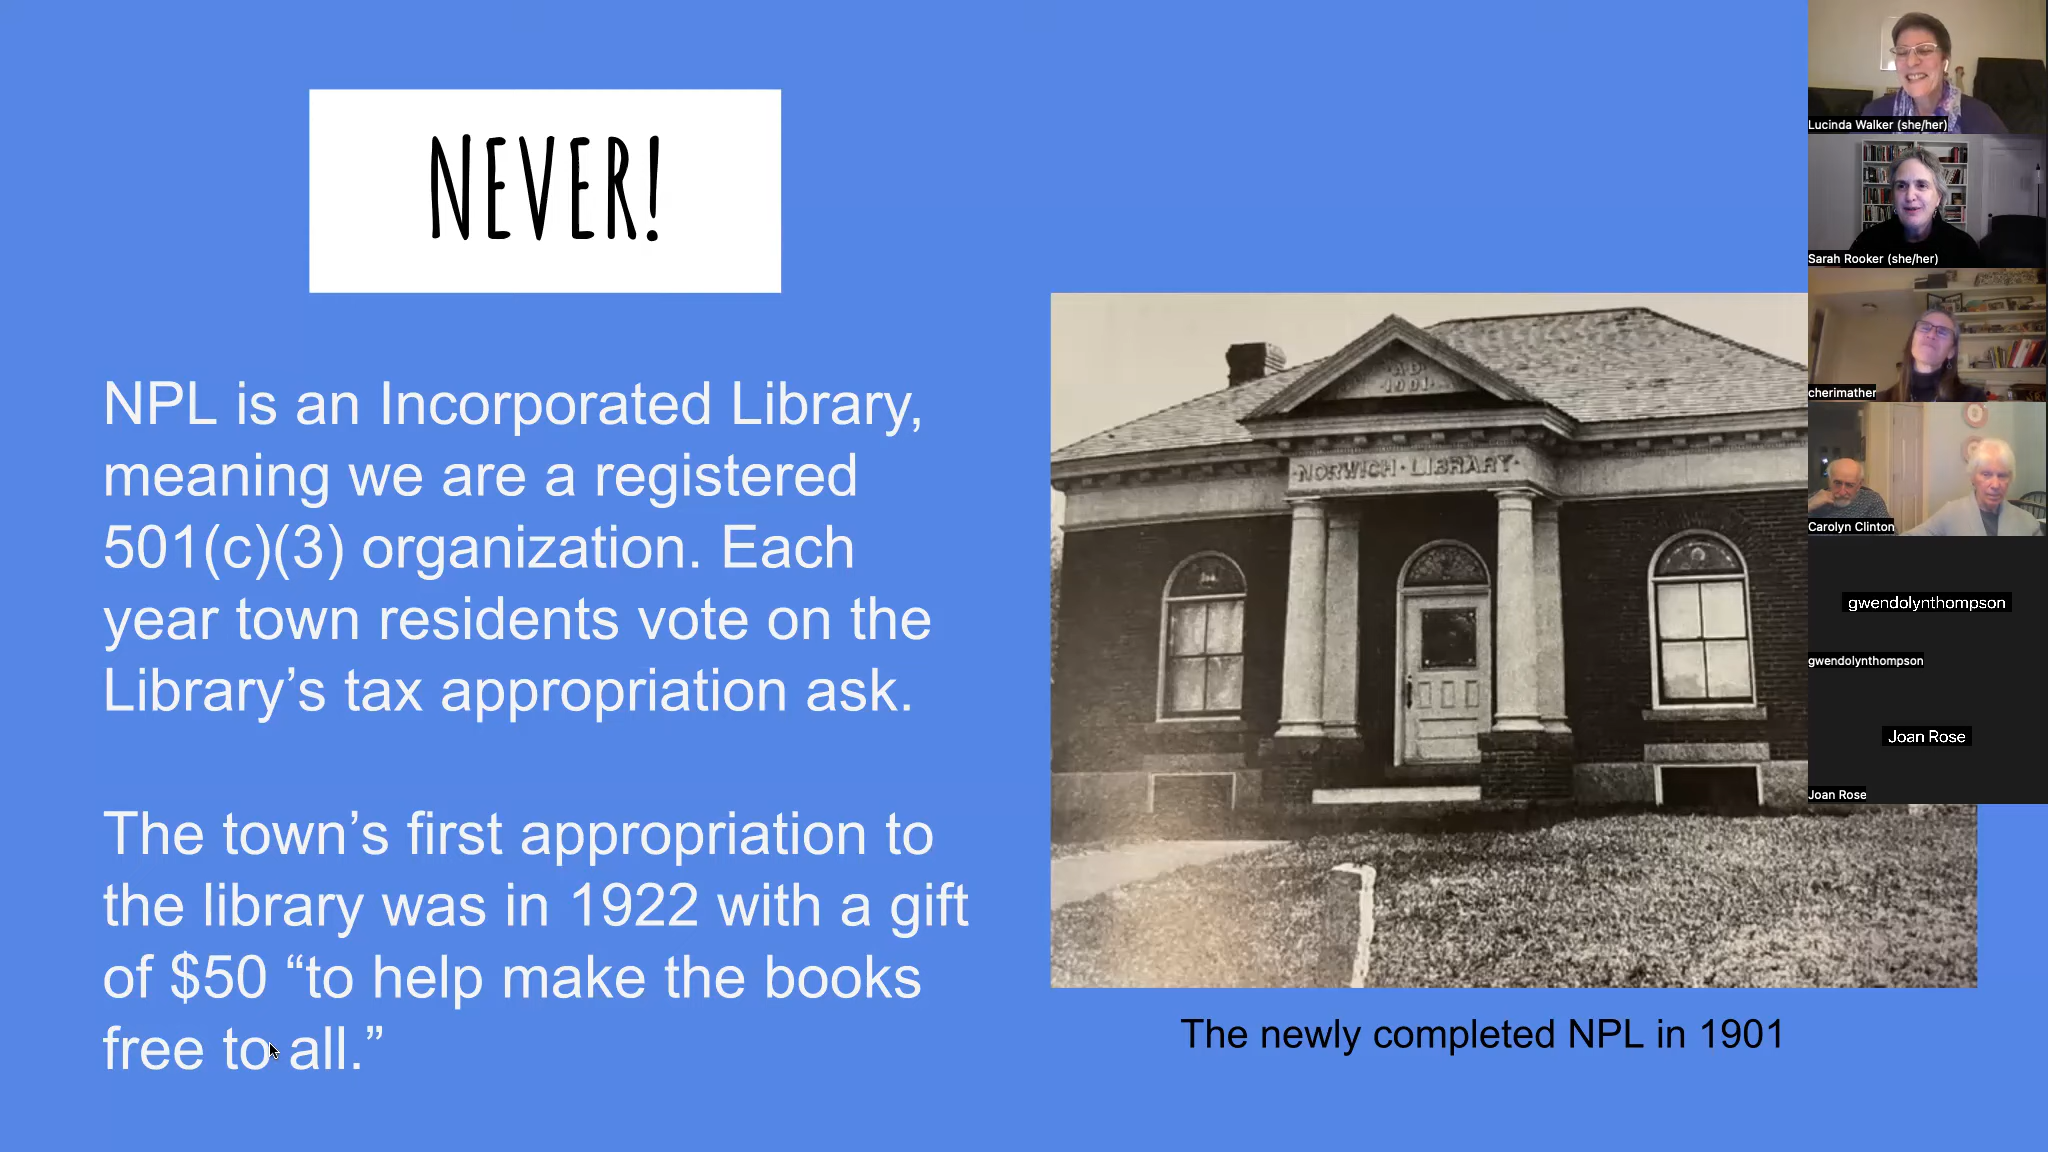 NEVER!
NPL is an Incorporated Library,
meaning we are a registered
501(c)(3) organization. Each
year town residents vote on the
Library’s tax appropriation ask.
The town’s first appropriation to
the library was in 1922 with a gift
of $50 “to help make the books
free to all.”
A.D.
1901
NORWICH · LIBRARY
The newly completed NPL in 1901
Lucinda Walker (she/her)
Sarah Rooker (she/her)
cherimather
Carolyn Clinton
gwendolynthompson
gwendolynthompson
Joan Rose
Joan Rose